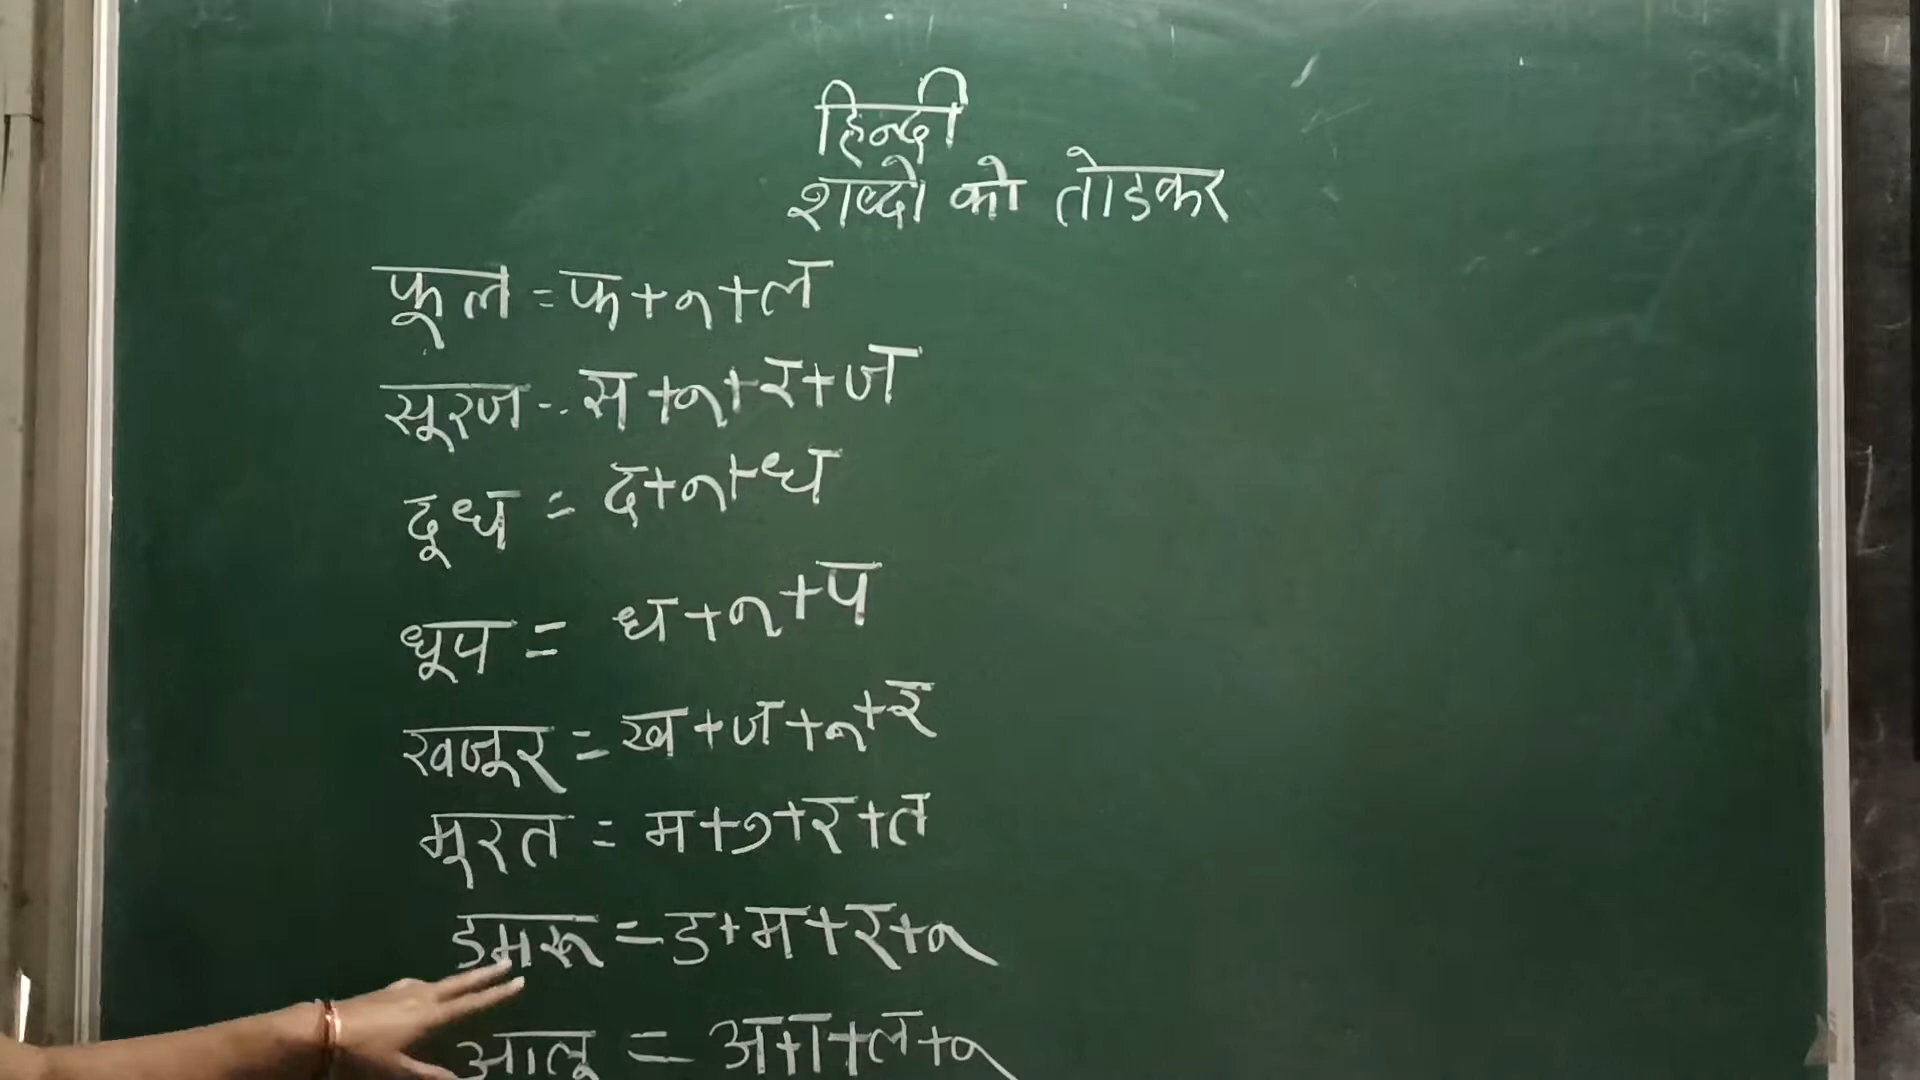 हिन्दी
शब्दो को तोडकर
फूल = फ + ू + ल
सूरज -- स + ू + र + ज
दूध = द + ू + ध
धूप = ध + ू + प
खजूर = ख + ज + ू + र
मूरत = म + ू + र + त
डमरू = ड + म + र + ू
आलू = अ + ा + ल + ू